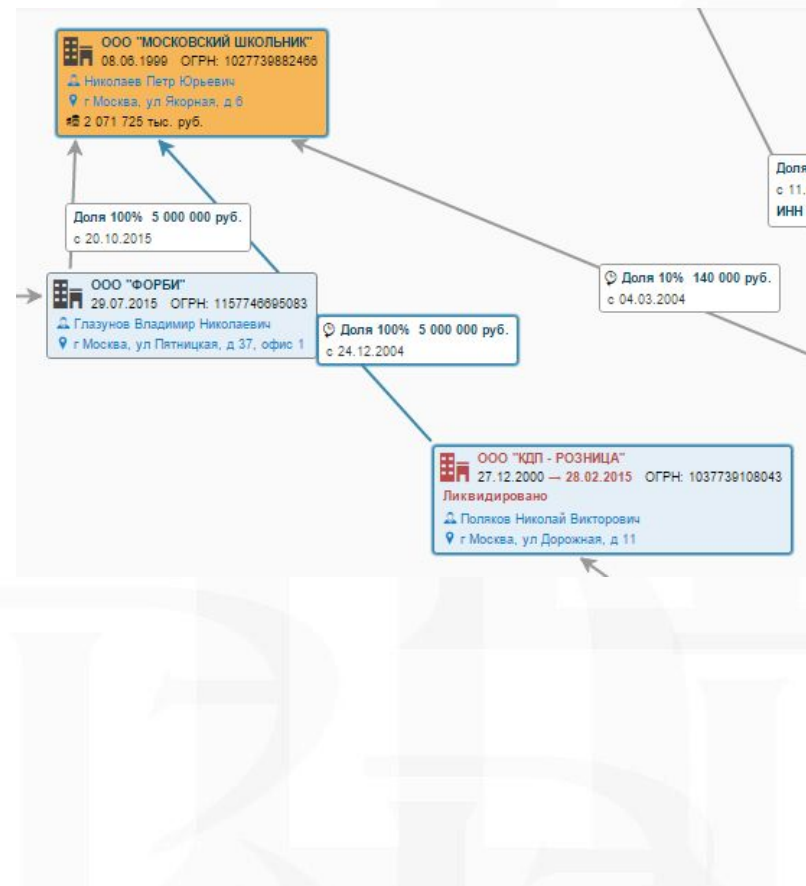 ООО "МОСКОВСКИЙ ШКОЛЬНИК"
08.06.1999 ОГРН: 1027739882466
Николаев Петр Юрьевич
г Москва, ул Якорная, д 6
2 071 725 тыс. руб.
Доля
с 11.
ИНН
Доля 100% 5 000 000 руб.
с 20.10.2015
Доля 10% 140 000 руб.
с 04.03.2004
ООО "ФОРБИ"
29.07.2015 ОГРН: 1157746695083
Глазунов Владимир Николаевич
г Москва, ул Пятницкая, д 37, офис 1
Доля 100% 5 000 000 руб.
с 24.12.2004
ООО "КДП - РОЗНИЦА"
27.12.2000 — 28.02.2015 ОГРН: 1037739108043
Ликвидировано
Поляков Николай Викторович
г Москва, ул Дорожная, д 11